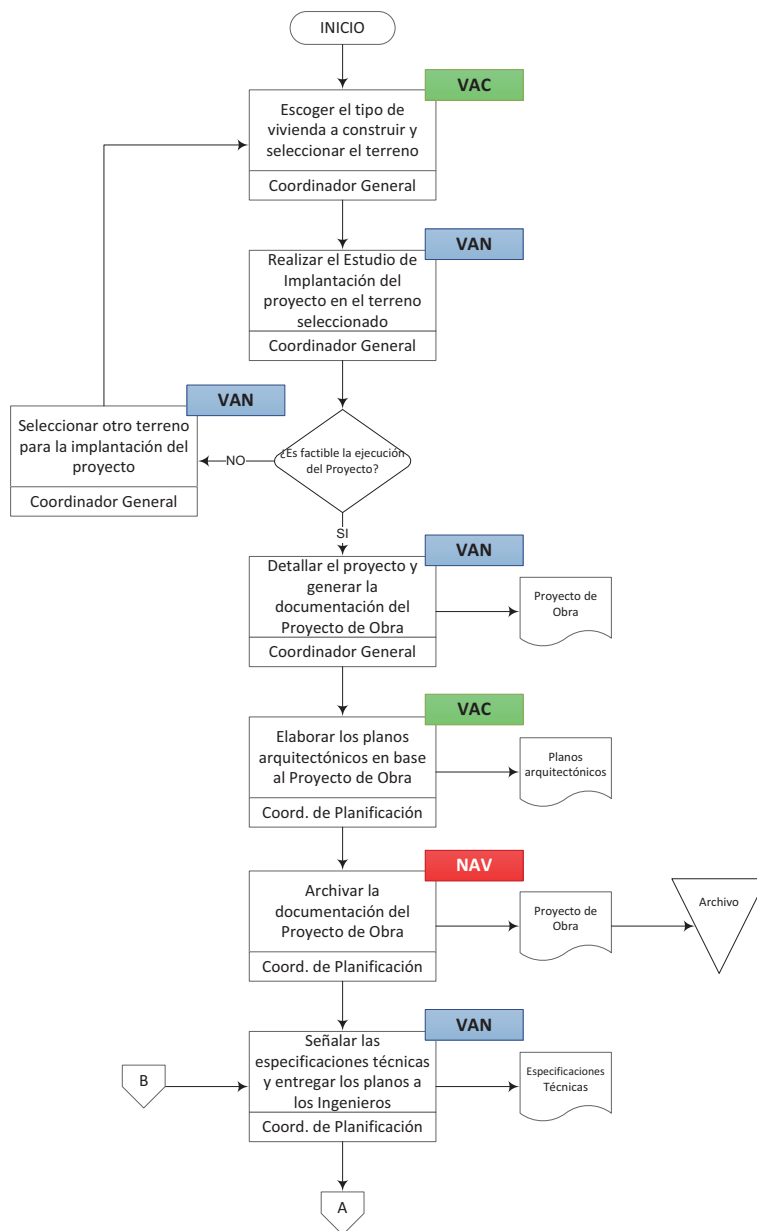 INICIO
VAC
Escoger el tipo de
vivienda a construir y
seleccionar el terreno
Coordinador General
VAN
Realizar el Estudio de
Implantación del
proyecto en el terreno
seleccionado
Coordinador General
VAN
Seleccionar otro terreno
para la implantación del
proyecto
Coordinador General
¿Es factible la ejecución
del Proyecto?
NO
SI
VAN
Detallar el proyecto y
generar la
documentación del
Proyecto de Obra
Coordinador General
Proyecto de
Obra
VAC
Elaborar los planos
arquitectónicos en base
al Proyecto de Obra
Coord. de Planificación
Planos
arquitectónicos
NAV
Archivar la
documentación del
Proyecto de Obra
Coord. de Planificación
Proyecto de
Obra
Archivo
VAN
Señalar las
especificaciones técnicas
y entregar los planos a
los Ingenieros
Coord. de Planificación
B
Especificaciones
Técnicas
A